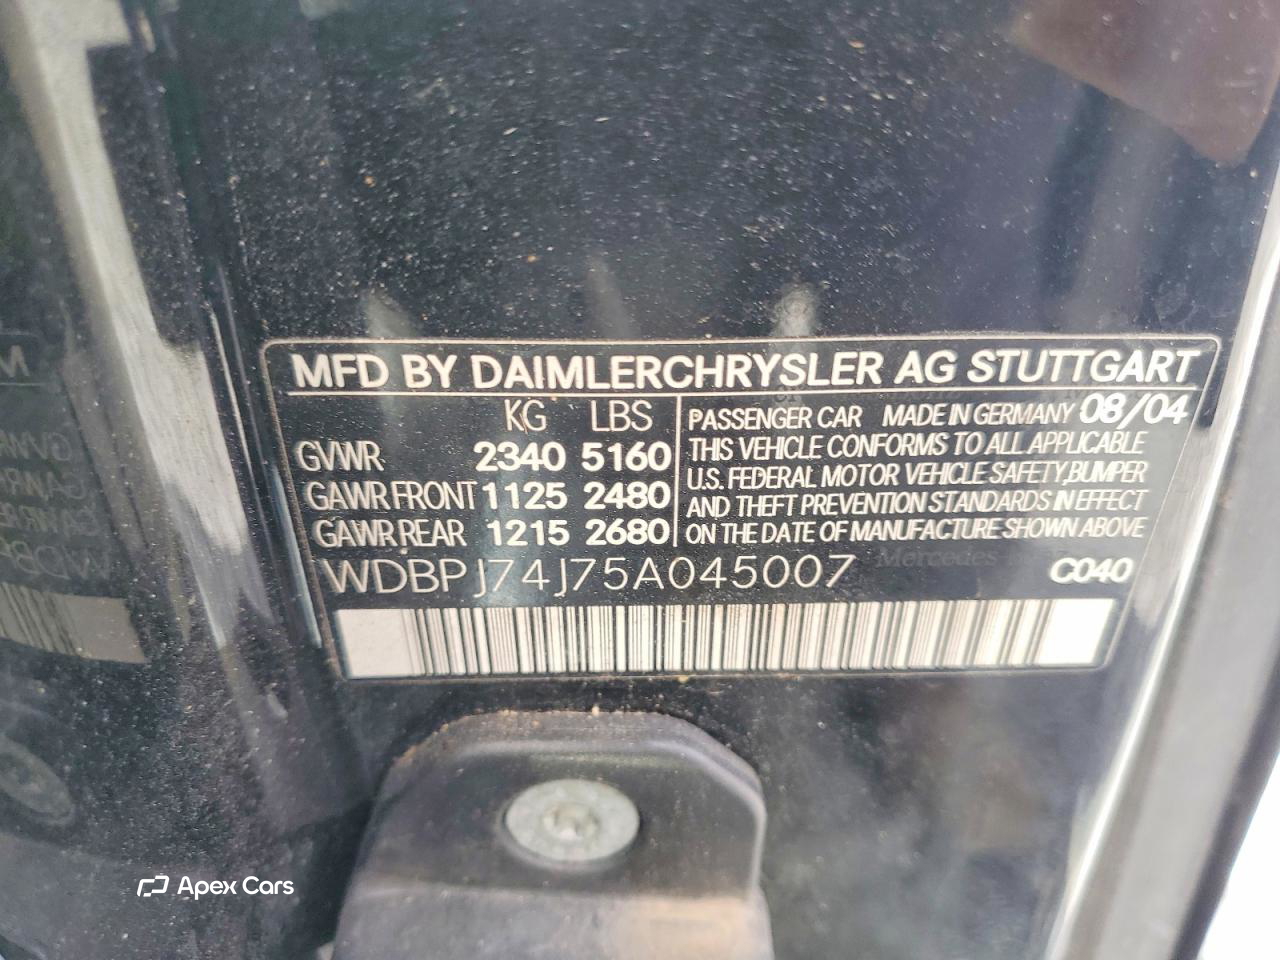 MFD BY DAIMLERCHRYSLER AG STUTTGART
KG LBS
GVWR 2340 5160
GAWR FRONT 1125 2480
GAWR REAR 1215 2680
PASSENGER CAR MADE IN GERMANY 08/04
THIS VEHICLE CONFORMS TO ALL APPLICABLE
U.S. FEDERAL MOTOR VEHICLE SAFETY,BUMPER
AND THEFT PREVENTION STANDARDS IN EFFECT
ON THE DATE OF MANUFACTURE SHOWN ABOVE
WDBPJ74J75A045007 Mercedes C040
Apex Cars